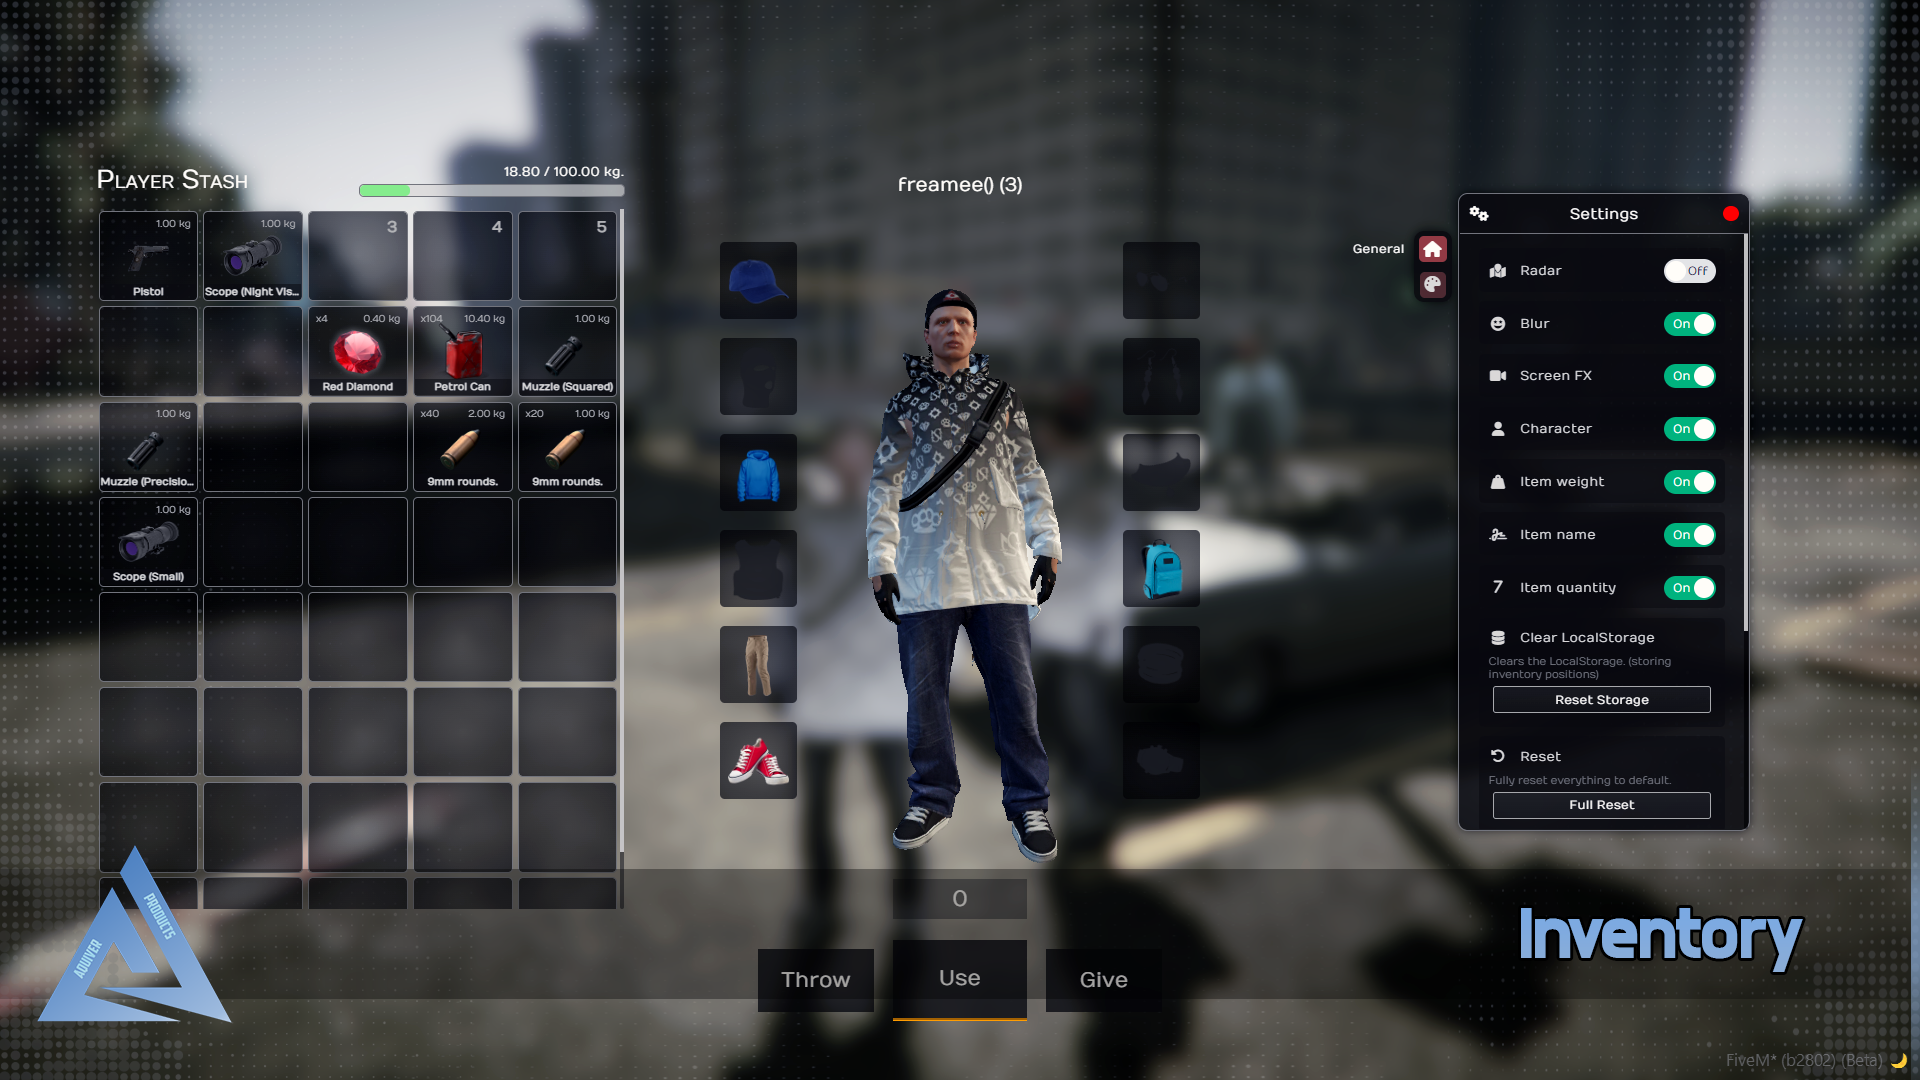 Player Stash
18.80 / 100.00 kg.
1.00 kg
Pistol
1.00 kg
Scope (Night Vis...
3
4
5
x4 0.40 kg
Red Diamond
x104 10.40 kg
Petrol Can
1.00 kg
Muzzle (Squared)
1.00 kg
Muzzle (Precisio...
x40 2.00 kg
9mm rounds.
x20 1.00 kg
9mm rounds.
1.00 kg
Scope (Small)
freamee() (3)
General
Settings
Radar Off
Blur On
Screen FX On
Character On
Item weight On
Item name On
7 Item quantity On
Clear LocalStorage
Clears the LocalStorage. (storing
inventory positions)
Reset Storage
Reset
Fully reset everything to default.
Full Reset
0
Throw
Use
Give
AQUIVER
PRODUCTS
Inventory
FiveM* (b2802) (Beta)